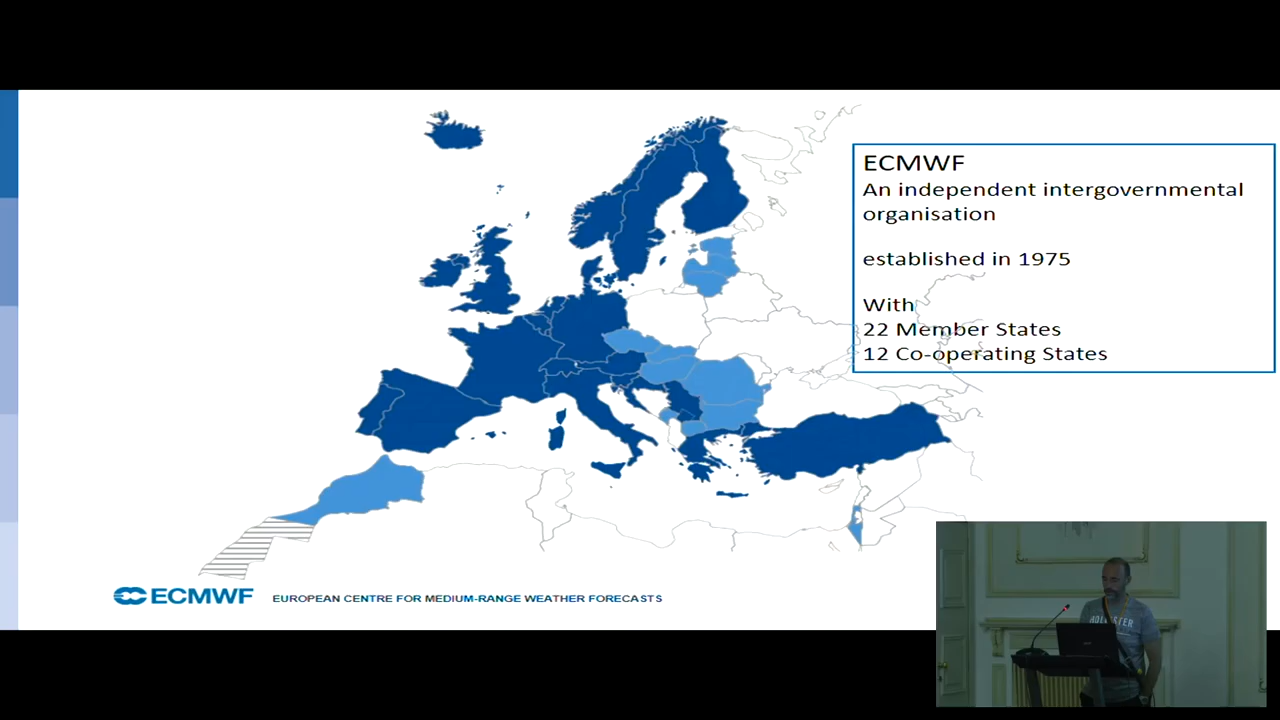 ECMWF
An independent intergovernmental
organisation
established in 1975
With
22 Member States
12 Co-operating States
ECMWF EUROPEAN CENTRE FOR MEDIUM-RANGE WEATHER FORECASTS
HOLLISTER